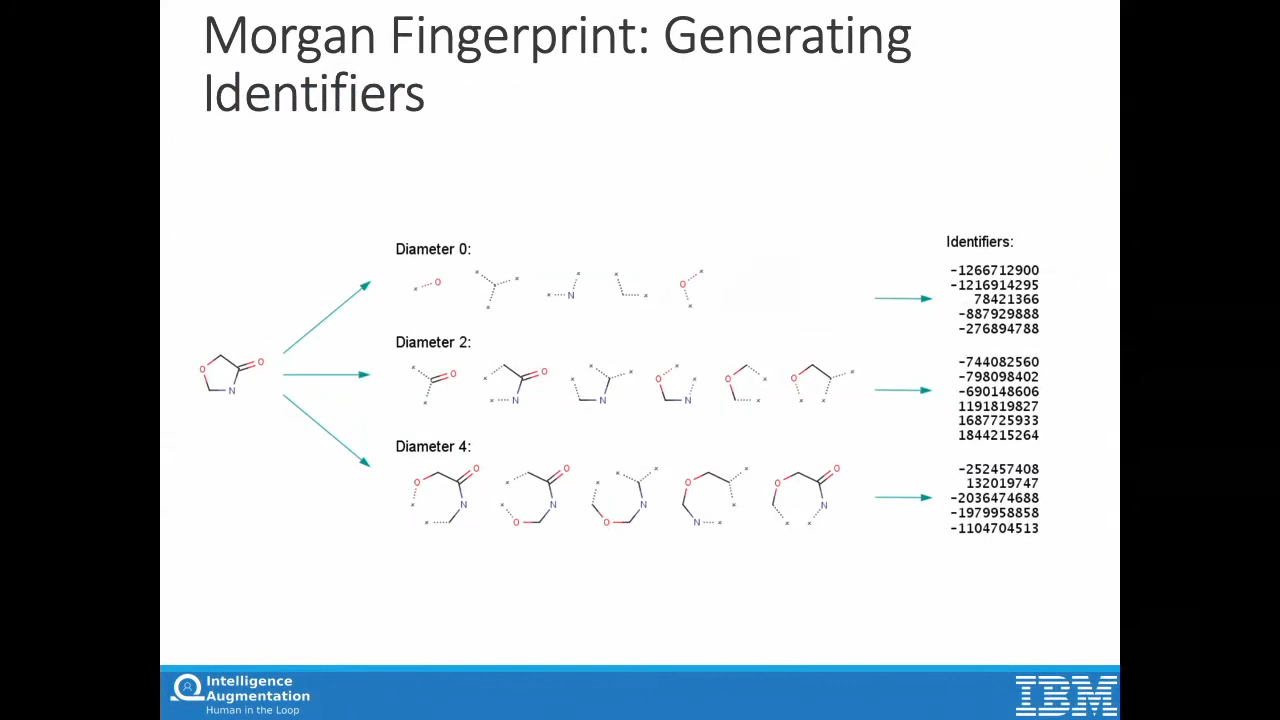 Morgan Fingerprint: Generating
Identifiers
Identifiers:
Diameter 0:
O
N
O
-1266712900
-1216914295
78421366
-887929888
-276894788
Diameter 2:
O
O
N
O
O
N
N
O
N
O
O
-744082560
-798098402
-690148606
1191819827
1687725933
1844215264
Diameter 4:
O
O
N
O
N
O
N
O
O
N
O
O
N
-252457408
132019747
-2036474688
-1979958858
-1104704513
Intelligence
Augmentation
Human in the Loop
IBM